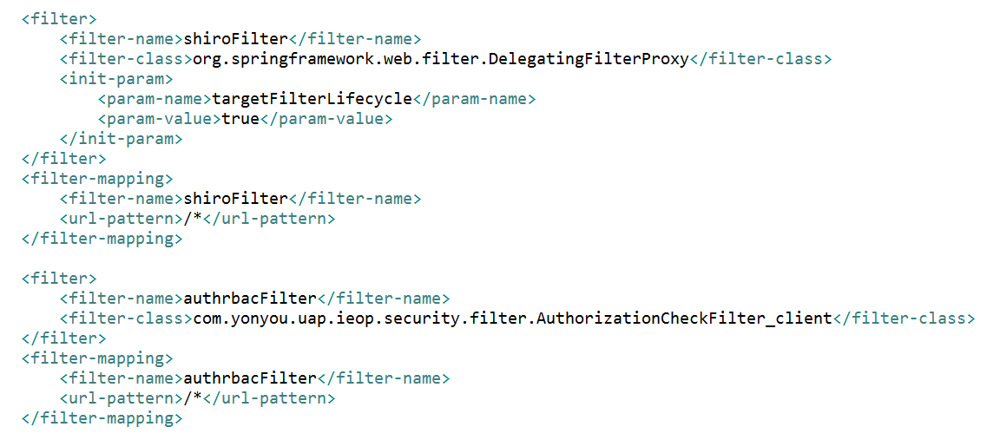 <filter>
    <filter-name>shiroFilter</filter-name>
    <filter-class>org.springframework.web.filter.DelegatingFilterProxy</filter-class>
    <init-param>
        <param-name>targetFilterLifecycle</param-name>
        <param-value>true</param-value>
    </init-param>
</filter>
<filter-mapping>
    <filter-name>shiroFilter</filter-name>
    <url-pattern>/*</url-pattern>
</filter-mapping>

<filter>
    <filter-name>authrbacFilter</filter-name>
    <filter-class>com.yonyou.uap.ieop.security.filter.AuthorizationCheckFilter_client</filter-class>
</filter>
<filter-mapping>
    <filter-name>authrbacFilter</filter-name>
    <url-pattern>/*</url-pattern>
</filter-mapping>